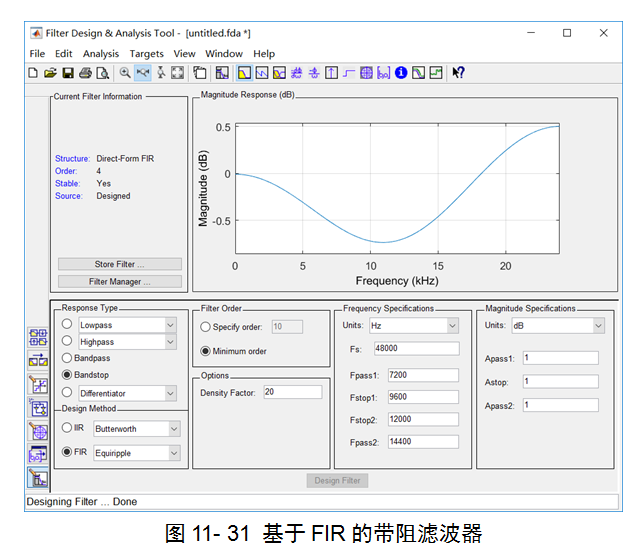 Filter Design & Analysis Tool - [untitled.fda *]
File Edit Analysis Targets View Window Help
Current Filter Information
Structure: Direct-Form FIR
Order: 4
Stable: Yes
Source: Designed
Store Filter ...
Filter Manager ...
Magnitude Response (dB)
Magnitude (dB)
0.5
0
-0.5
0 5 10 15 20
Frequency (kHz)
Response Type
Lowpass
Highpass
Bandpass
Bandstop
Differentiator
Design Method
IIR Butterworth
FIR Equiripple
Filter Order
Specify order: 10
Minimum order
Options
Density Factor: 20
Frequency Specifications
Units: Hz
Fs: 48000
Fpass1: 7200
Fstop1: 9600
Fstop2: 12000
Fpass2: 14400
Magnitude Specifications
Units: dB
Apass1: 1
Astop: 1
Apass2: 1
Design Filter
Designing Filter ... Done
图 11- 31 基于 FIR 的带阻滤波器